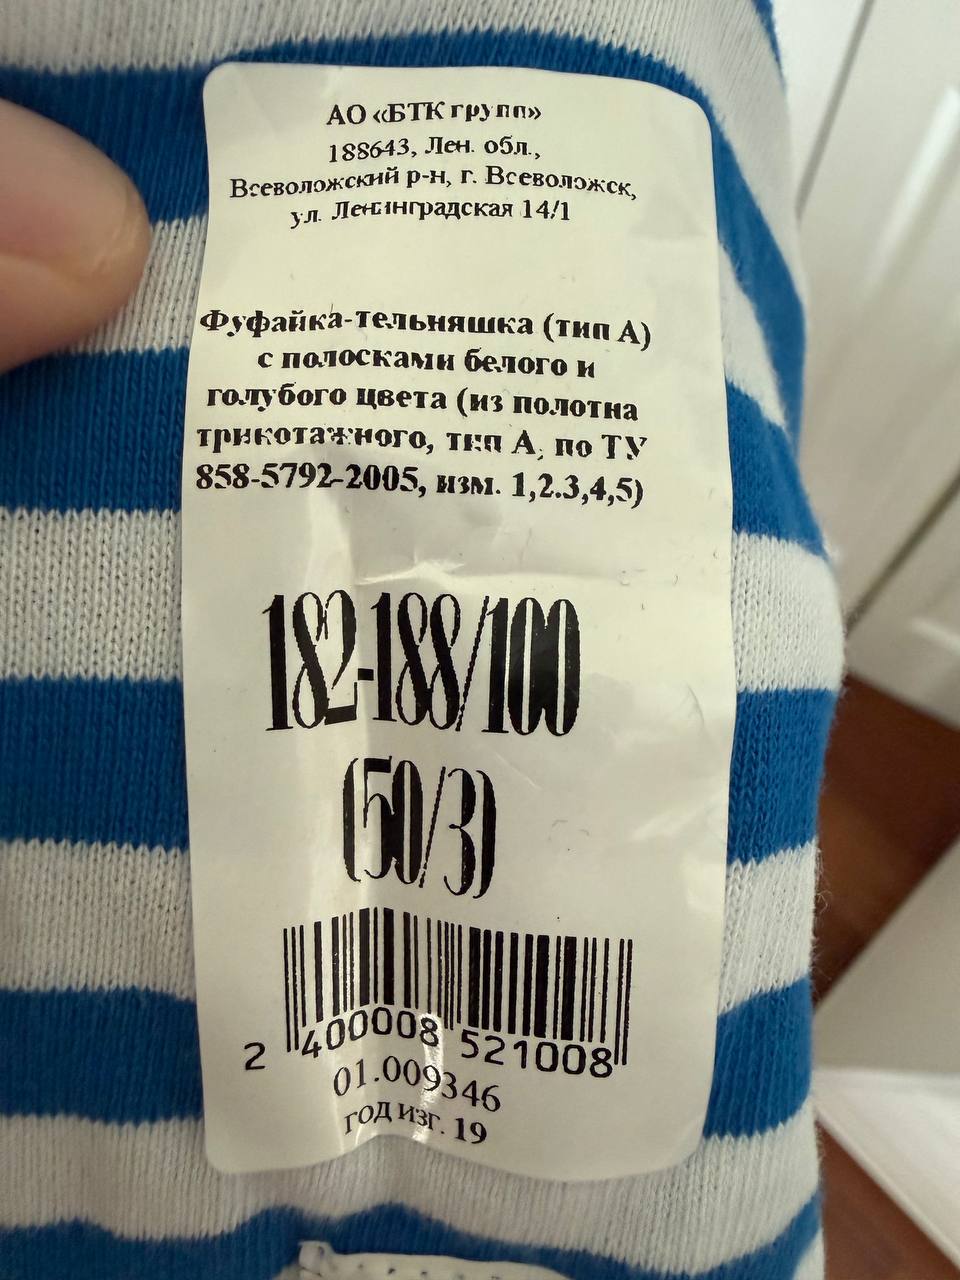 АО «БТК групп»
188643, Лен. обл.,
Всеволожский р-н, г. Всеволожск,
ул. Ленинградская 14/1
Фуфайка-тельняшка (тип А)
с полосками белого и
голубого цвета (из полотна
трикотажного, тип А, по ТУ
858-5792-2005, изм. 1,2.3,4,5)
182-188/100
(50/3)
2 400008 521008
01.009346
ГОД ИЗГ. 19